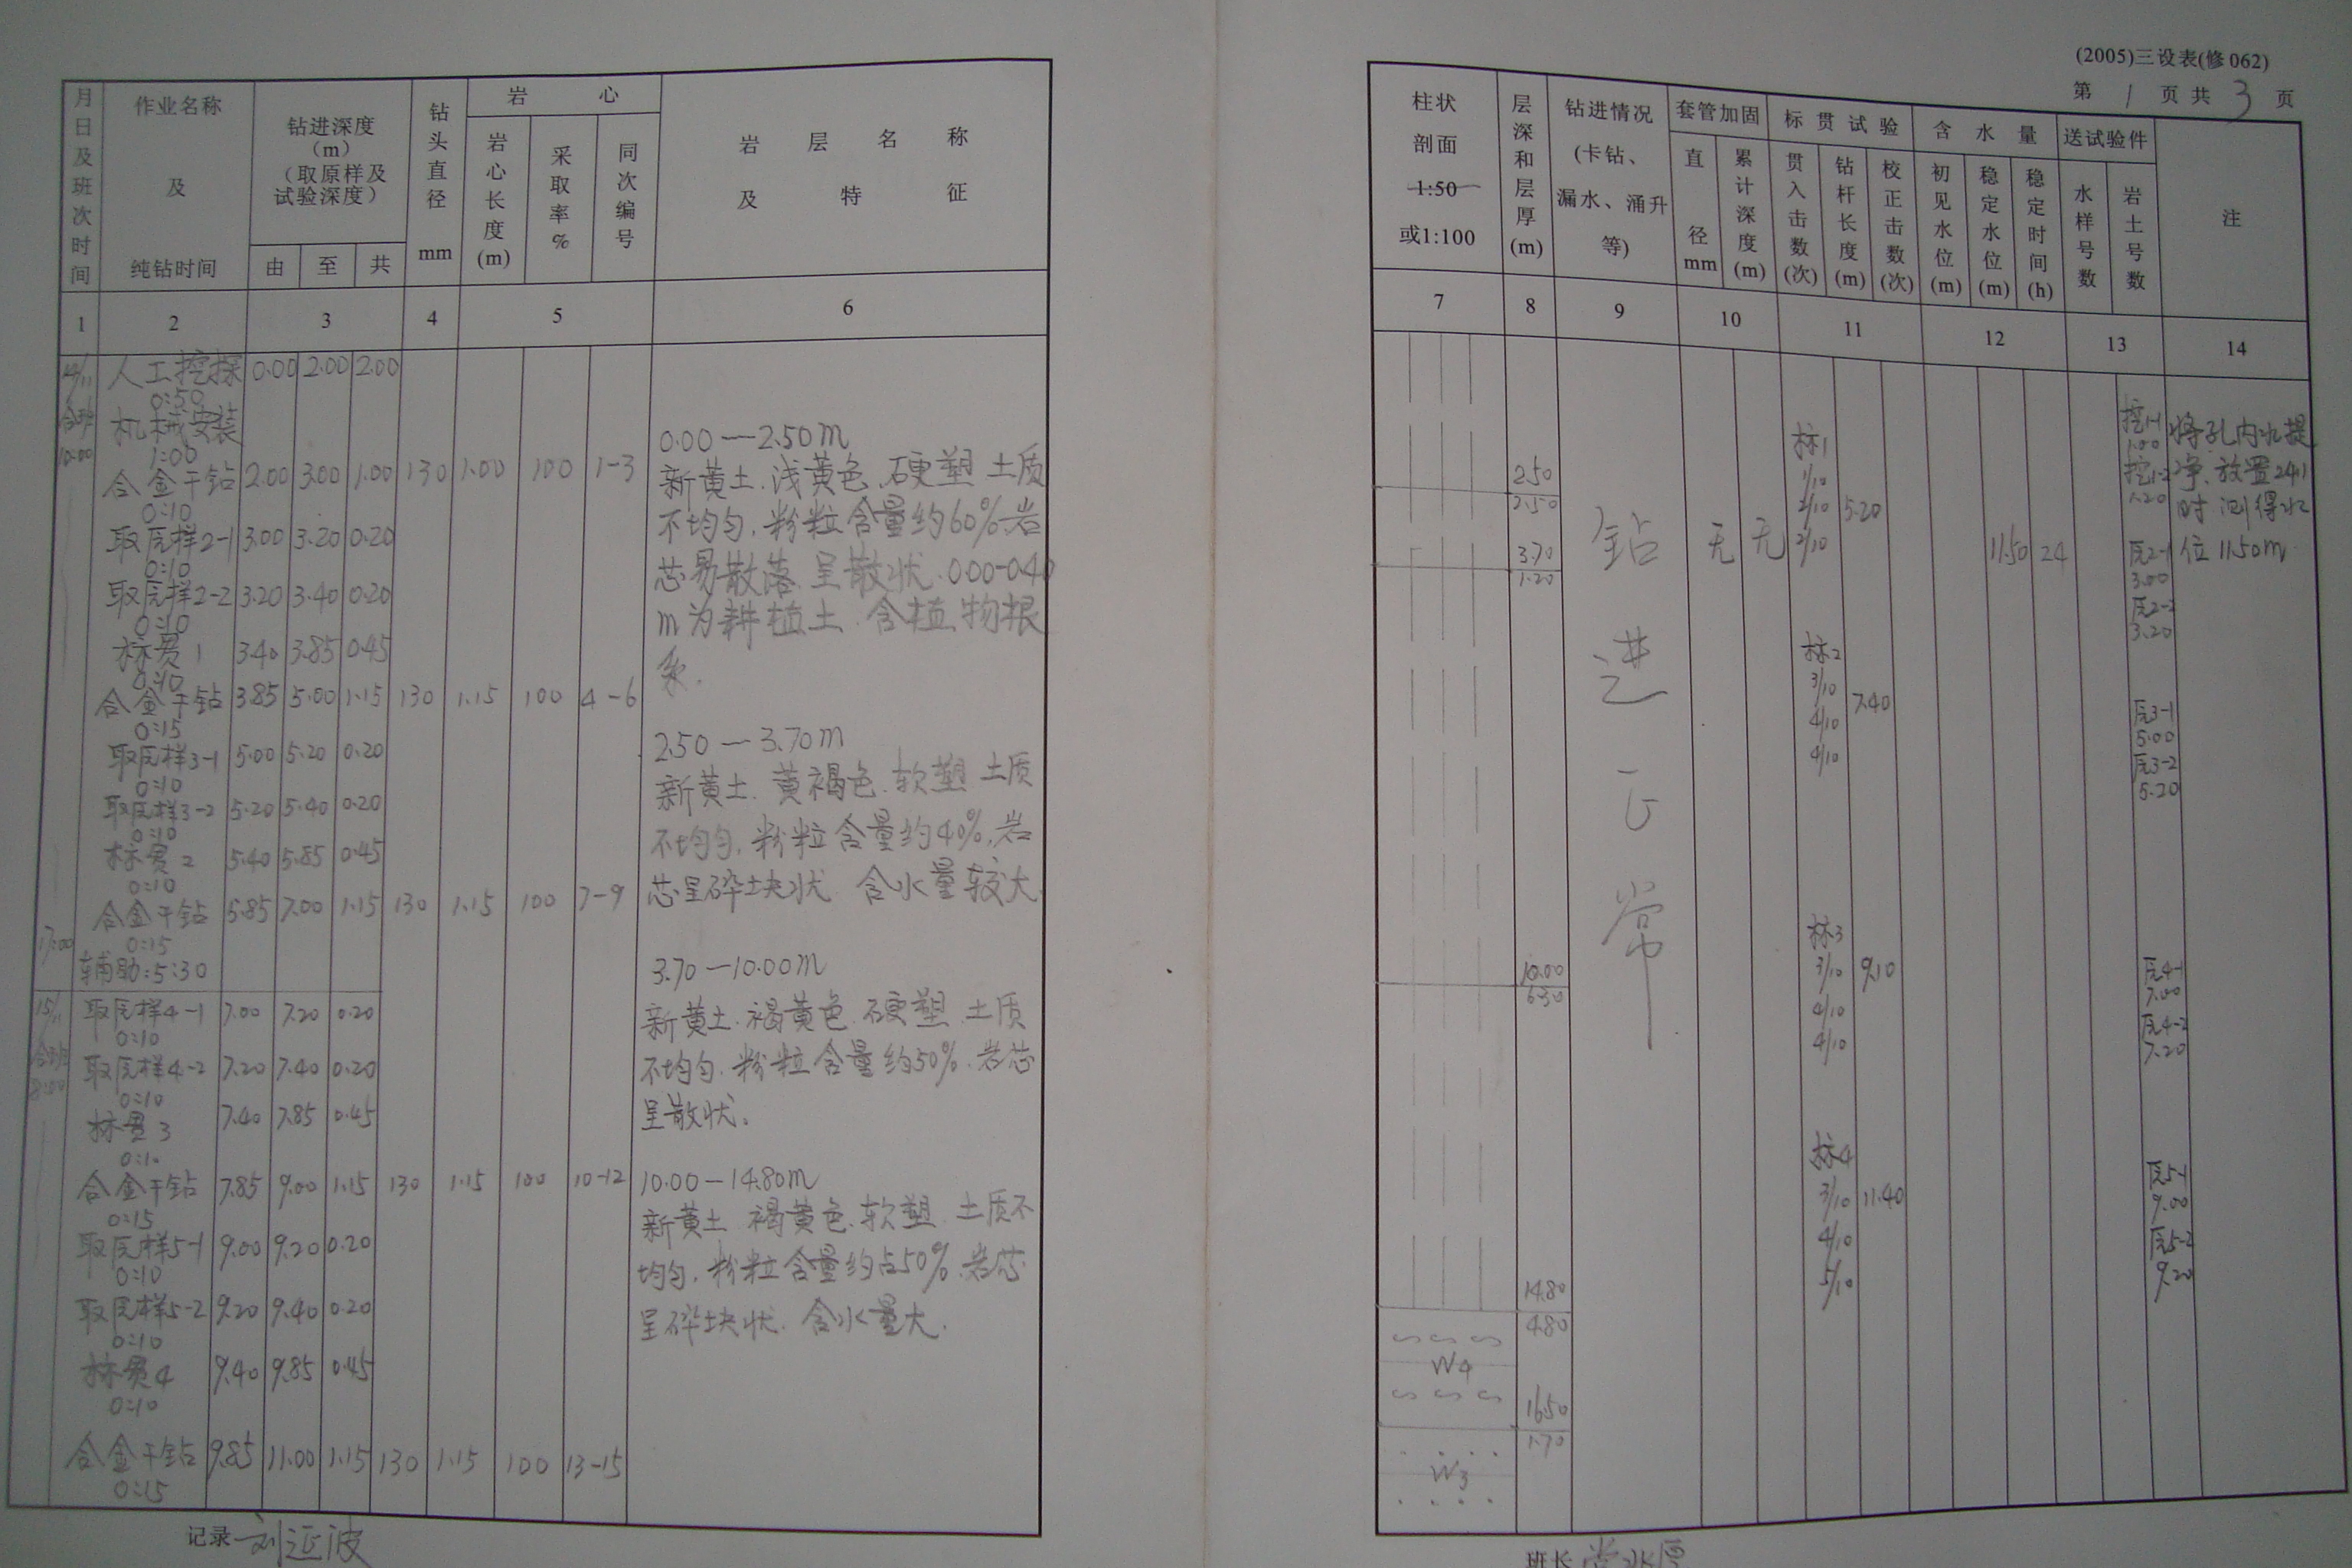 (2005)三设表(修062)
第 1 页 共 3 页
月日及班次时间
作业名称
及
纯钻时间
钻进深度
(m)
(取原样及
试验深度)
由 至 共
钻头直径 mm
岩 心
岩心长度(m)
采取率%
同次编号
岩 层 名 称
及 特 征
1 2 3 4 5 6
14/11 人工挖探 0.00 2.00 2.00
0:50
机械安装
10:00 1:00
合金干钻 2.00 3.00 1.00 130 1.00 100 1-3
0:10
取原样2-1 3.00 3.20 0.20
0:10
取原样2-2 3.20 3.40 0.20
0:10
标贯1 3.40 3.85 0.45
0:10
合金干钻 3.85 5.00 1.15 130 1.15 100 4-6
0:15
取原样3-1 5.00 5.20 0.20
0:10
取原样3-2 5.20 5.40 0.20
0:10
标贯2 5.40 5.85 0.45
0:10
合金干钻 5.85 7.00 1.15 130 1.15 100 7-9
17:00 0:15
辅助:5:30
15/11 取原样4-1 7.00 7.20 0.20
0:10
取原样4-2 7.20 7.40 0.20
0:10
标贯3 7.40 7.85 0.45
0:10
合金干钻 7.85 9.00 1.15 130 1.15 100 10-12
0:15
取原样5-1 9.00 9.20 0.20
0:10
取原样5-2 9.20 9.40 0.20
0:10
标贯4 9.40 9.85 0.45
0:10
合金干钻 9.85 11.00 1.15 130 1.15 100 13-15
0:15
0.00—2.50m
新黄土.浅黄色.硬塑 土质
不均匀,粉粒含量约60%.岩
芯易散落.呈散状.0.00-0.40
m为耕植土.含植物根
系.
2.50—3.70m
新黄土.黄褐色.软塑 土质
不均匀,粉粒含量约40%,岩
芯呈碎块状.含水量较大.
3.70—10.00m
新黄土.褐黄色.硬塑.土质
不均匀.粉粒含量约50%.岩芯
呈散状。
10.00—14.80m
新黄土.褐黄色.软塑.土质不
均匀,粉粒含量约占50%.岩芯
呈碎块状.含水量大.
记录
柱状
剖面
1:50
或1:100
层深和层厚(m)
钻进情况
(卡钻、
漏水、涌升
等)
套管加固
直径mm
累计深度(m)
标 贯 试 验
贯入击数(次)
钻杆长度(m)
校正击数(次)
含 水 量
初见水位(m)
稳定水位(m)
稳定时间(h)
送试验件
水样号数
岩土号数
注
7 8 9 10 11 12 13 14
2.50
2.50
3.70
1.20
10.00
6.30
14.80
4.80
W4
16.50
1.70
W3
钻进正常
无 无
标1
1/10
2/10 5.20
2/10
标2
3/10
4/10 7.40
4/10
标3
3/10 9.10
4/10
4/10
标4
3/10 11.40
4/10
5/10
11.50 24
挖1-1
1.00
挖1-2
1.20
原2-1
3.00
原2-2
3.20
原3-1
5.00
原3-2
5.20
原4-1
7.00
原4-2
7.20
原5-1
9.00
原5-2
9.20
将孔内水提
净.放置24小
时 测得水
位11.50m.
班长